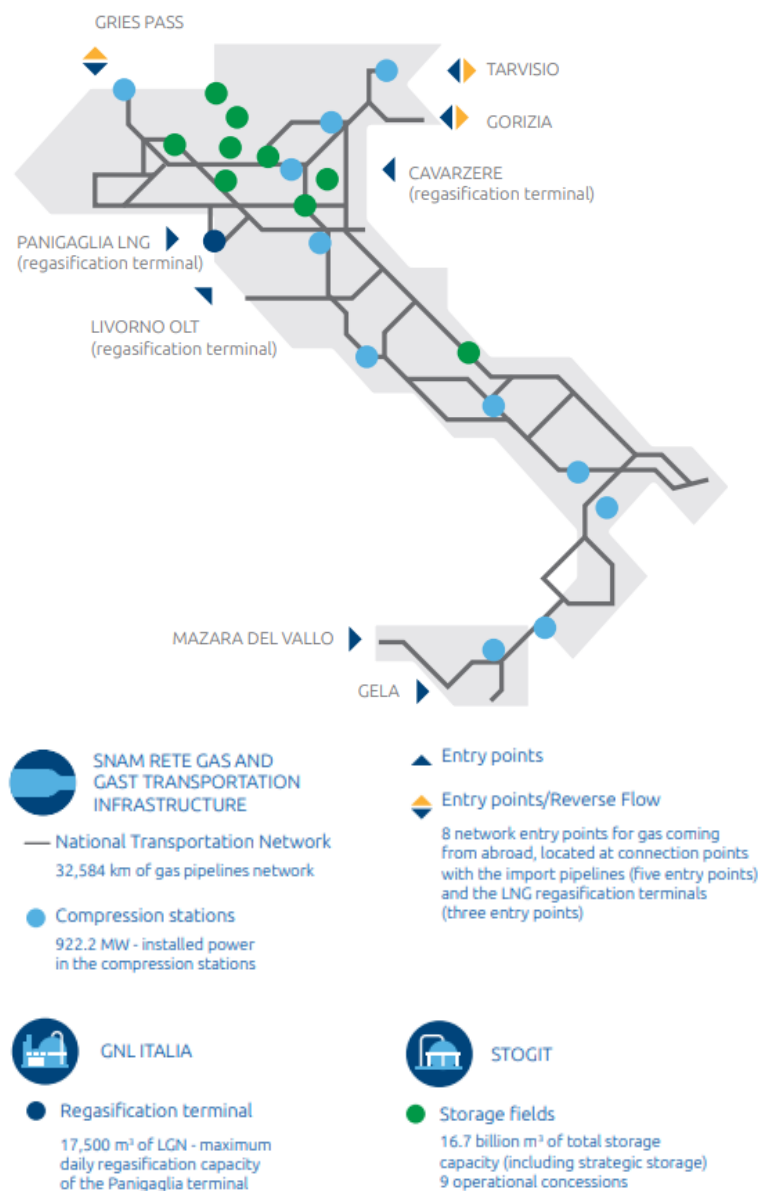 GRIES PASS
TARVISIO
GORIZIA
CAVARZERE
(regasification terminal)
PANIGAGLIA LNG
(regasification terminal)
LIVORNO OLT
(regasification terminal)
MAZARA DEL VALLO
GELA
SNAM RETE GAS AND
GAST TRANSPORTATION
INFRASTRUCTURE
National Transportation Network
32,584 km of gas pipelines network
Compression stations
922.2 MW - installed power
in the compression stations
Entry points
Entry points/Reverse Flow
8 network entry points for gas coming
from abroad, located at connection points
with the import pipelines (five entry points)
and the LNG regasification terminals
(three entry points)
GNL ITALIA
Regasification terminal
17,500 m³ of LGN - maximum
daily regasification capacity
of the Panigaglia terminal
STOGIT
Storage fields
16.7 billion m³ of total storage
capacity (including strategic storage)
9 operational concessions